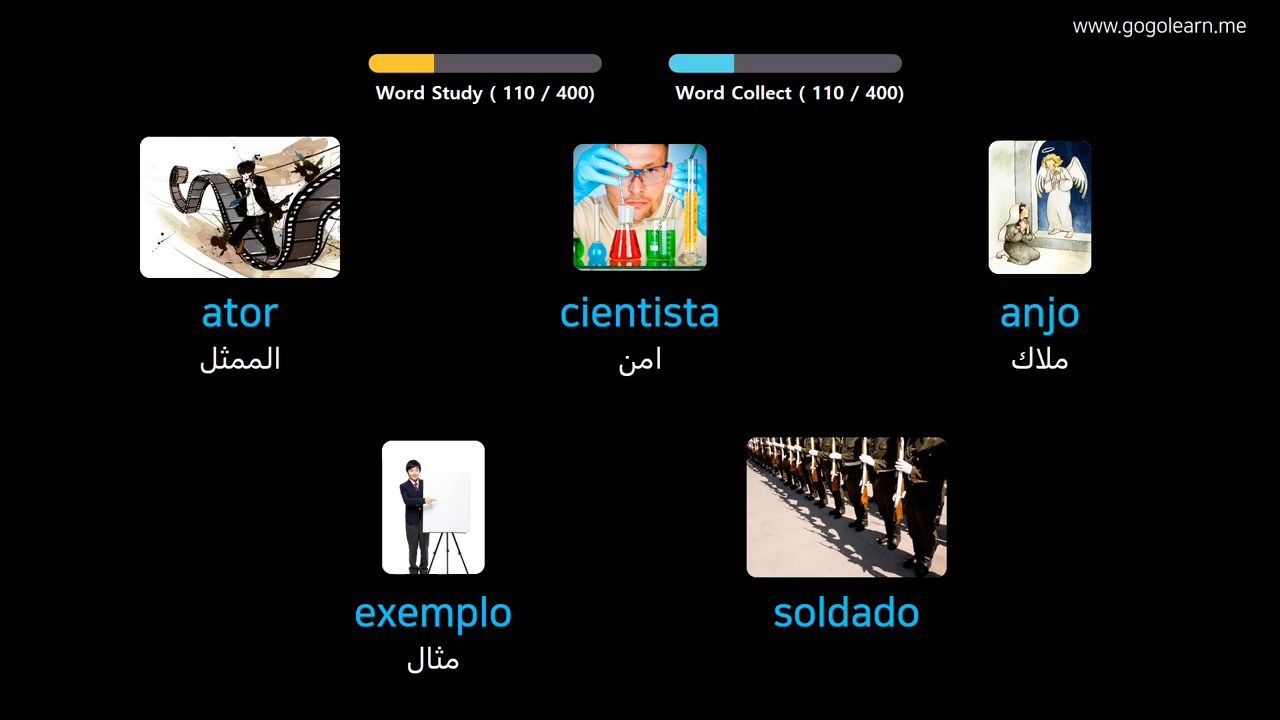 www.gogolearn.me
Word Study ( 110 / 400)
Word Collect ( 110 / 400)
ator
الممثل
cientista
امن
anjo
ملاك
exemplo
مثال
soldado